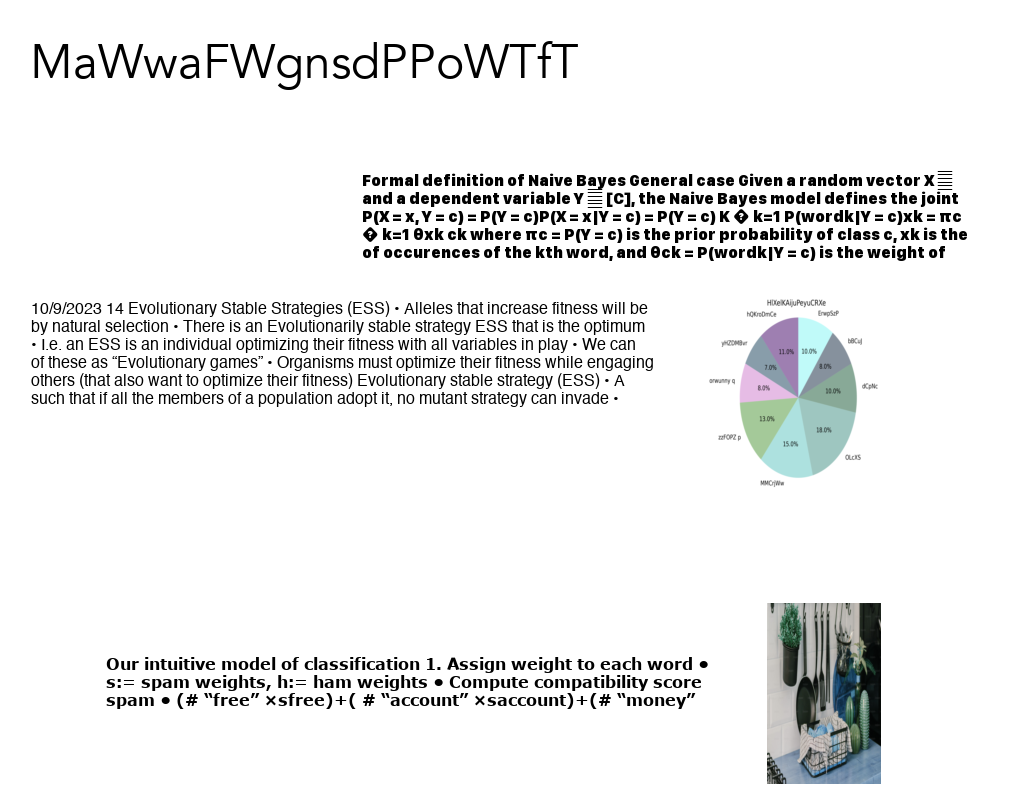 MaWwaFWgnsdPPoWTfT
Formal definition of Naive Bayes General case Given a random vector X
and a dependent variable Y [C], the Naive Bayes model defines the joint
P(X = x, Y = c) = P(Y = c)P(X = x|Y = c) = P(Y = c) K � k=1 P(wordk|Y = c)xk = πc
� k=1 θxk ck where πc = P(Y = c) is the prior probability of class c, xk is the
of occurences of the kth word, and θck = P(wordk|Y = c) is the weight of
10/9/2023 14 Evolutionary Stable Strategies (ESS) • Alleles that increase fitness will be
by natural selection • There is an Evolutionarily stable strategy ESS that is the optimum
• I.e. an ESS is an individual optimizing their fitness with all variables in play • We can
of these as “Evolutionary games” • Organisms must optimize their fitness while engaging
others (that also want to optimize their fitness) Evolutionary stable strategy (ESS) • A
such that if all the members of a population adopt it, no mutant strategy can invade •
HlXelKAijuPeyuCRXe
hQKroDmCe
ErwpSzP
yHZDMBvr
bBCuJ
11.0%
10.0%
7.0%
8.0%
orwunny q
dCpNc
8.0%
10.0%
13.0%
18.0%
zzFOPZ p
15.0%
OLcXS
MMCrJWw
Our intuitive model of classification 1. Assign weight to each word •
s:= spam weights, h:= ham weights • Compute compatibility score
spam • (# “free” ×sfree)+( # “account” ×saccount)+(# “money”